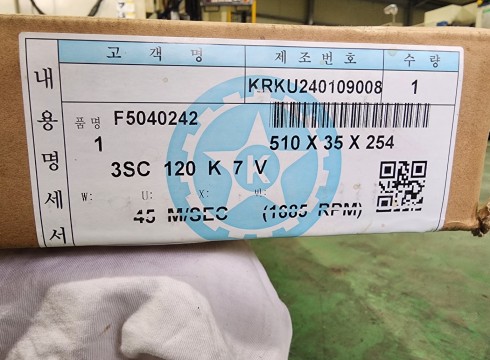 내용명세서
고객명 제조번호 수량
KRKU240109008 1
품명 F5040242
1 510 X 35 X 254
3SC 120 K 7 V
W: U: X:
45 M/SEC (1685 RPM)
K